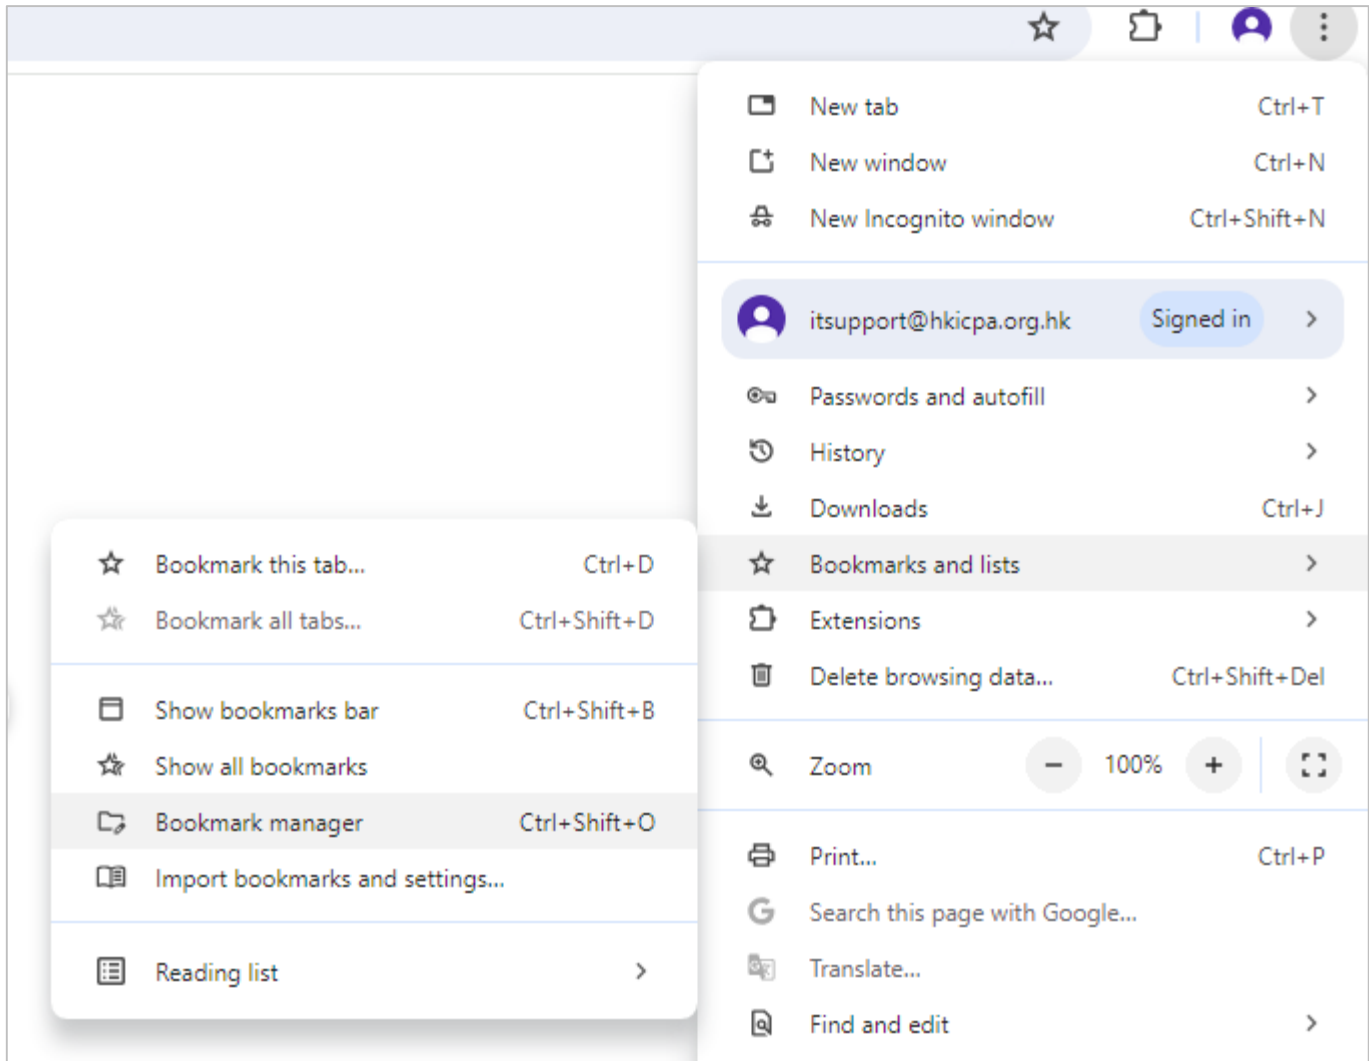 New tab Ctrl+T
New window Ctrl+N
New Incognito window Ctrl+Shift+N
itsupport@hkicpa.org.hk Signed in
Passwords and autofill
History
Downloads Ctrl+J
Bookmarks and lists
Extensions
Delete browsing data... Ctrl+Shift+Del
Zoom − 100% +
Print... Ctrl+P
Search this page with Google...
Translate...
Find and edit
Bookmark this tab... Ctrl+D
Bookmark all tabs... Ctrl+Shift+D
Show bookmarks bar Ctrl+Shift+B
Show all bookmarks
Bookmark manager Ctrl+Shift+O
Import bookmarks and settings...
Reading list